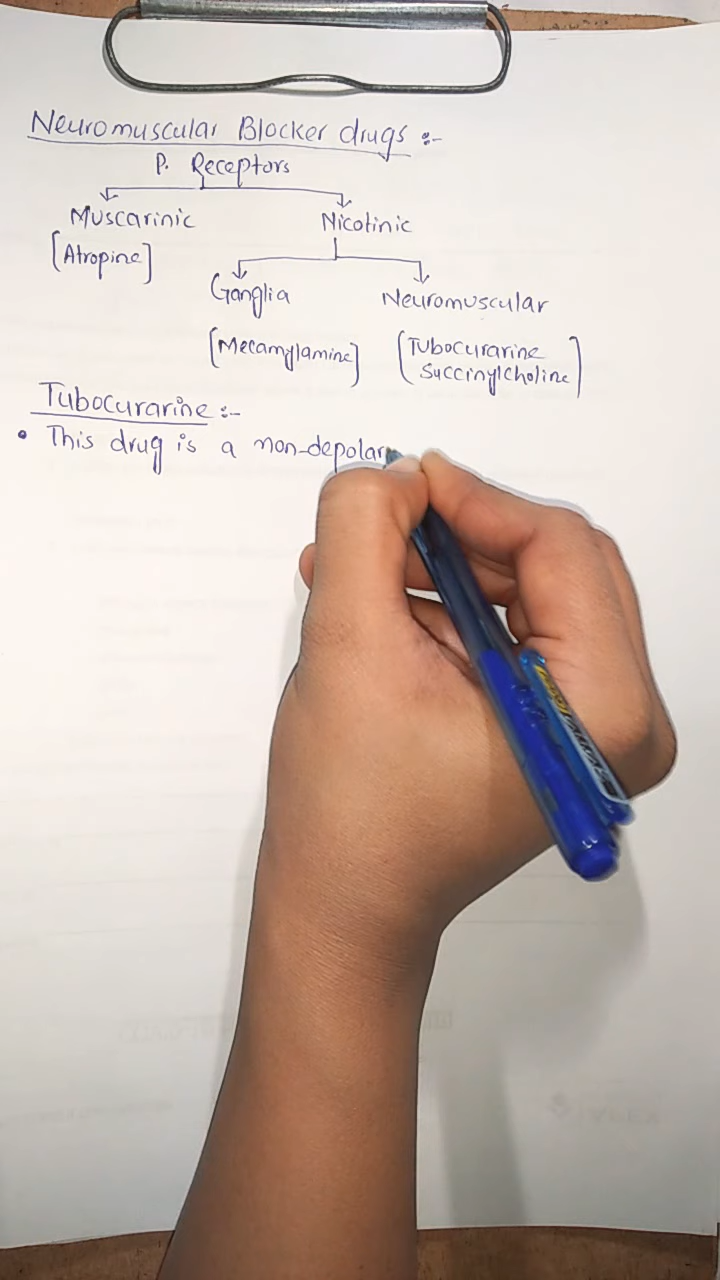 Neuromuscular Blocker drugs :-
P. Receptors
Muscarinic Nicotinic
[Atropine]
Ganglia Neuromuscular
[Mecamylamine] [Tubocurarine
Succinylcholine]
Tubocurarine :-
• This drug is a non-depolar